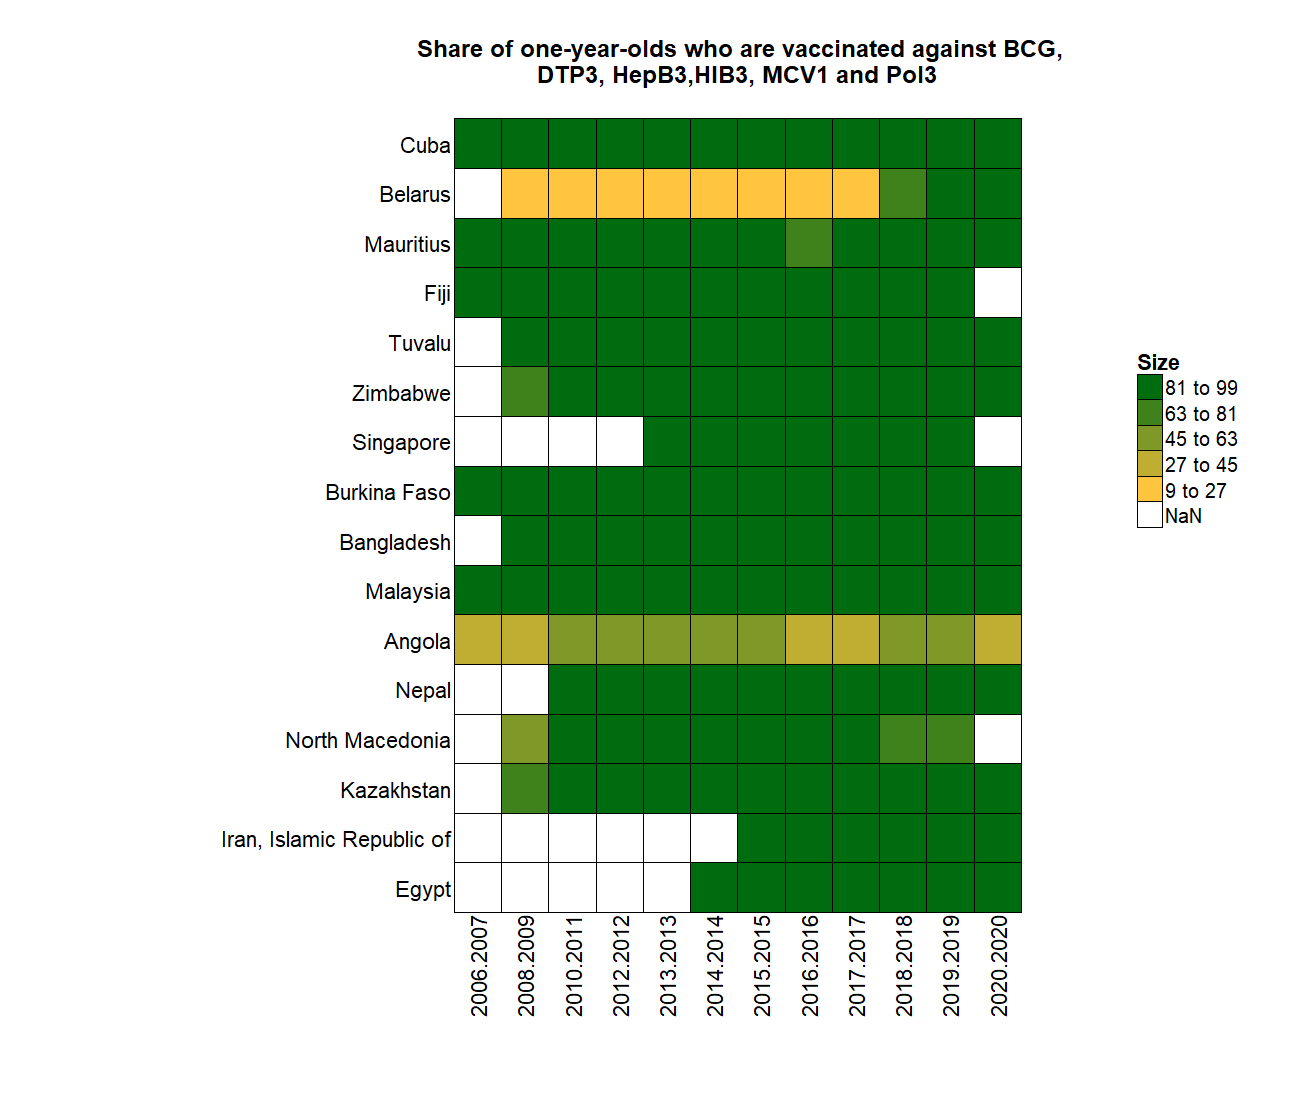 Share of one-year-olds who are vaccinated against BCG,
DTP3, HepB3,HIB3, MCV1 and Pol3
Cuba
Belarus
Mauritius
Fiji
Tuvalu
Zimbabwe
Singapore
Burkina Faso
Bangladesh
Malaysia
Angola
Nepal
North Macedonia
Kazakhstan
Iran, Islamic Republic of
Egypt
2006.2007
2008.2009
2010.2011
2012.2012
2013.2013
2014.2014
2015.2015
2016.2016
2017.2017
2018.2018
2019.2019
2020.2020
Size
81 to 99
63 to 81
45 to 63
27 to 45
9 to 27
NaN